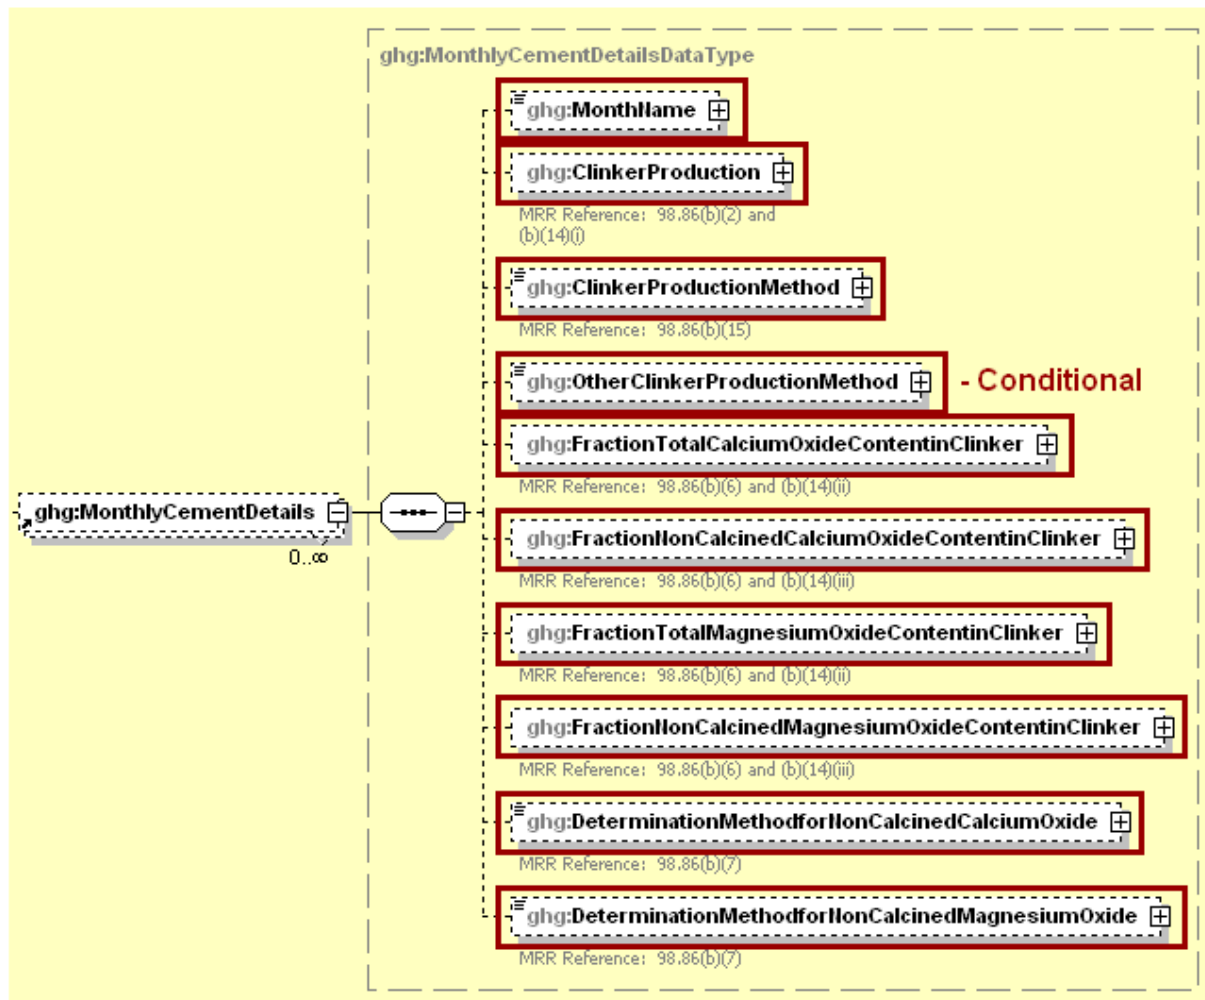 ghg:MonthlyCementDetailsDataType
ghg:MonthName
ghg:ClinkerProduction
MRR Reference: 98.86(b)(2) and
(b)(14)(i)
ghg:ClinkerProductionMethod
MRR Reference: 98.86(b)(15)
ghg:OtherClinkerProductionMethod
- Conditional
ghg:FractionTotalCalciumOxideContentinClinker
MRR Reference: 98.86(b)(6) and (b)(14)(ii)
ghg:MonthlyCementDetails
0..∞
ghg:FractionNonCalcinedCalciumOxideContentinClinker
MRR Reference: 98.86(b)(6) and (b)(14)(iii)
ghg:FractionTotalMagnesiumOxideContentinClinker
MRR Reference: 98.86(b)(6) and (b)(14)(ii)
ghg:FractionNonCalcinedMagnesiumOxideContentinClinker
MRR Reference: 98.86(b)(6) and (b)(14)(iii)
ghg:DeterminationMethodforNonCalcinedCalciumOxide
MRR Reference: 98.86(b)(7)
ghg:DeterminationMethodforNonCalcinedMagnesiumOxide
MRR Reference: 98.86(b)(7)